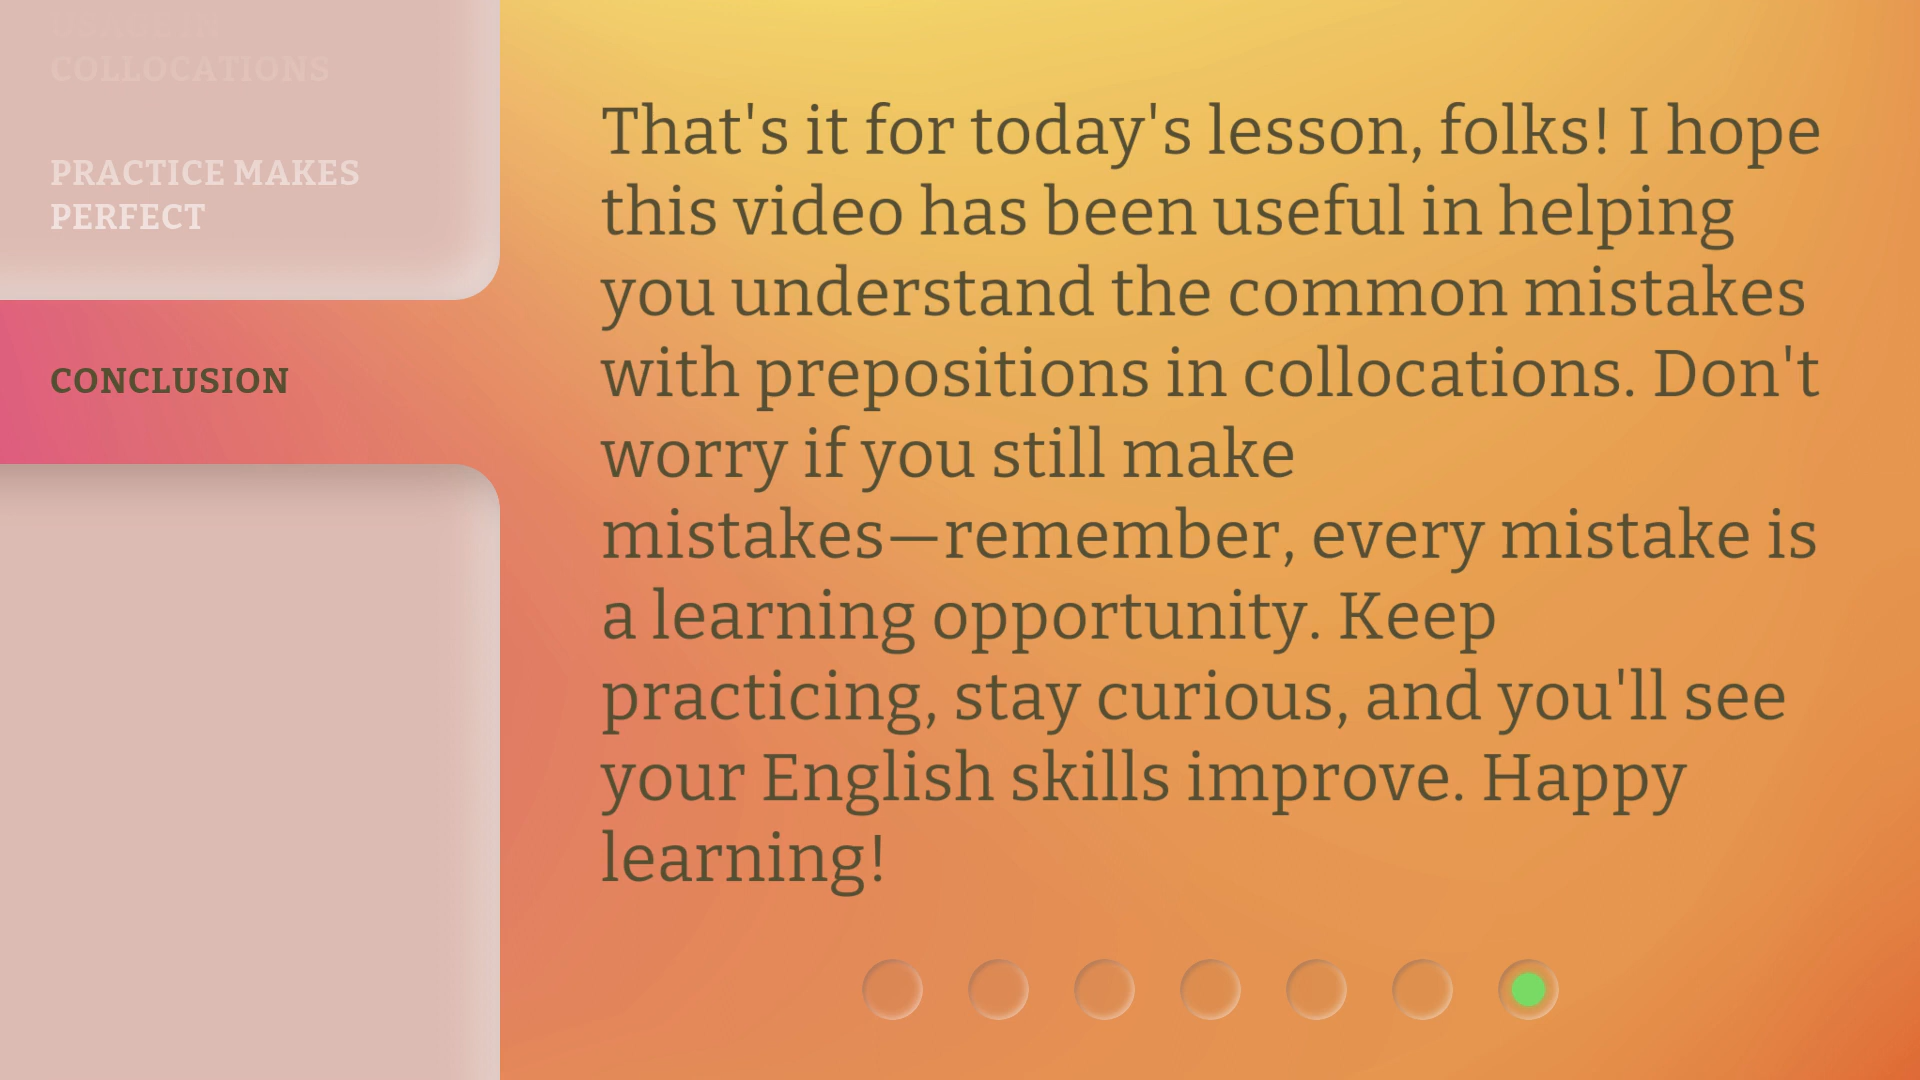 USAGE IN
COLLOCATIONS
PRACTICE MAKES
PERFECT
CONCLUSION
That's it for today's lesson, folks! I hope
this video has been useful in helping
you understand the common mistakes
with prepositions in collocations. Don't
worry if you still make
mistakes—remember, every mistake is
a learning opportunity. Keep
practicing, stay curious, and you'll see
your English skills improve. Happy
learning!